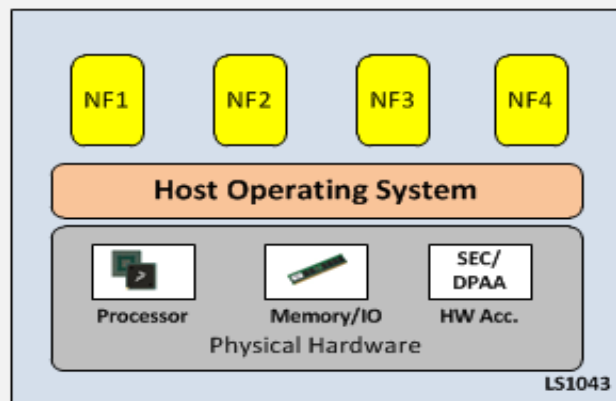 NF1 NF2 NF3 NF4
Host Operating System
SEC/
DPAA
Processor Memory/IO HW Acc.
Physical Hardware
LS1043